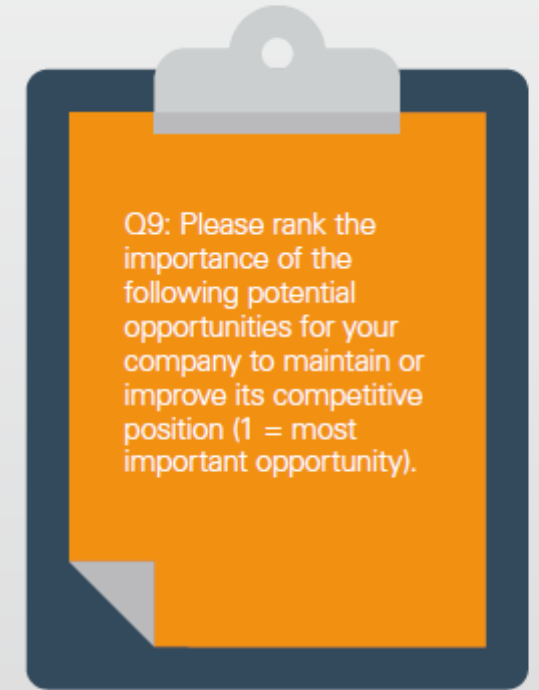 Q9: Please rank the
importance of the
following potential
opportunities for your
company to maintain or
improve its competitive
position (1 = most
important opportunity).